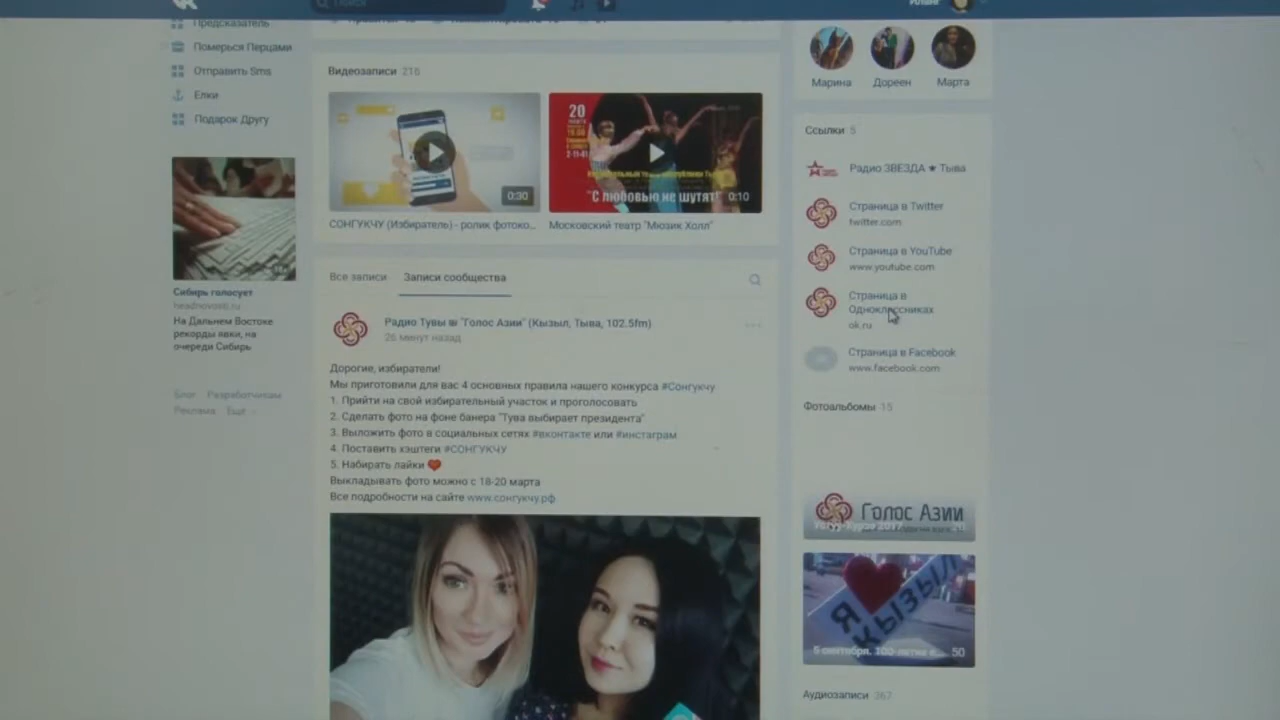 Поиск
Предсказатель
Померься Перцами
Отправить Sms
Елки
Подарок Другу
Сибирь голосует
headnovosti.ru
На Дальнем Востоке
рекорды явки, на
очереди Сибирь
Блог Разработчикам
Реклама Ещё
Видеозаписи 216
0:30
20
"С любовью не шутят!"
0:10
СОНГУКЧУ (Избиратель) - ролик фотоко...
Московский театр "Мюзик Холл"
Все записи Записи сообщества
Радио Тувы "Голос Азии" (Кызыл, Тыва, 102.5fm)
26 минут назад
Дорогие, избиратели!
Мы приготовили для вас 4 основных правила нашего конкурса #Сонгукчу
1. Прийти на свой избирательный участок и проголосовать
2. Сделать фото на фоне банера "Тува выбирает президента"
3. Выложить фото в социальных сетях #вконтакте или #инстаграм
4. Поставить хэштеги #СОНГУКЧУ
5. Набирать лайки
Выкладывать фото можно с 18-20 марта
Все подробности на сайте www.сонгукчу.рф
Марина Дореен Марта
Ссылки 5
Радио ЗВЕЗДА ★ Тыва
Страница в Twitter
twitter.com
Страница в YouTube
www.youtube.com
Страница в
Одноклассниках
ok.ru
Страница в Facebook
www.facebook.com
Фотоальбомы 15
Голос Азии
Я
КЫЗЫЛ
5 сентября. 100-летие г... 50
Аудиозаписи 367